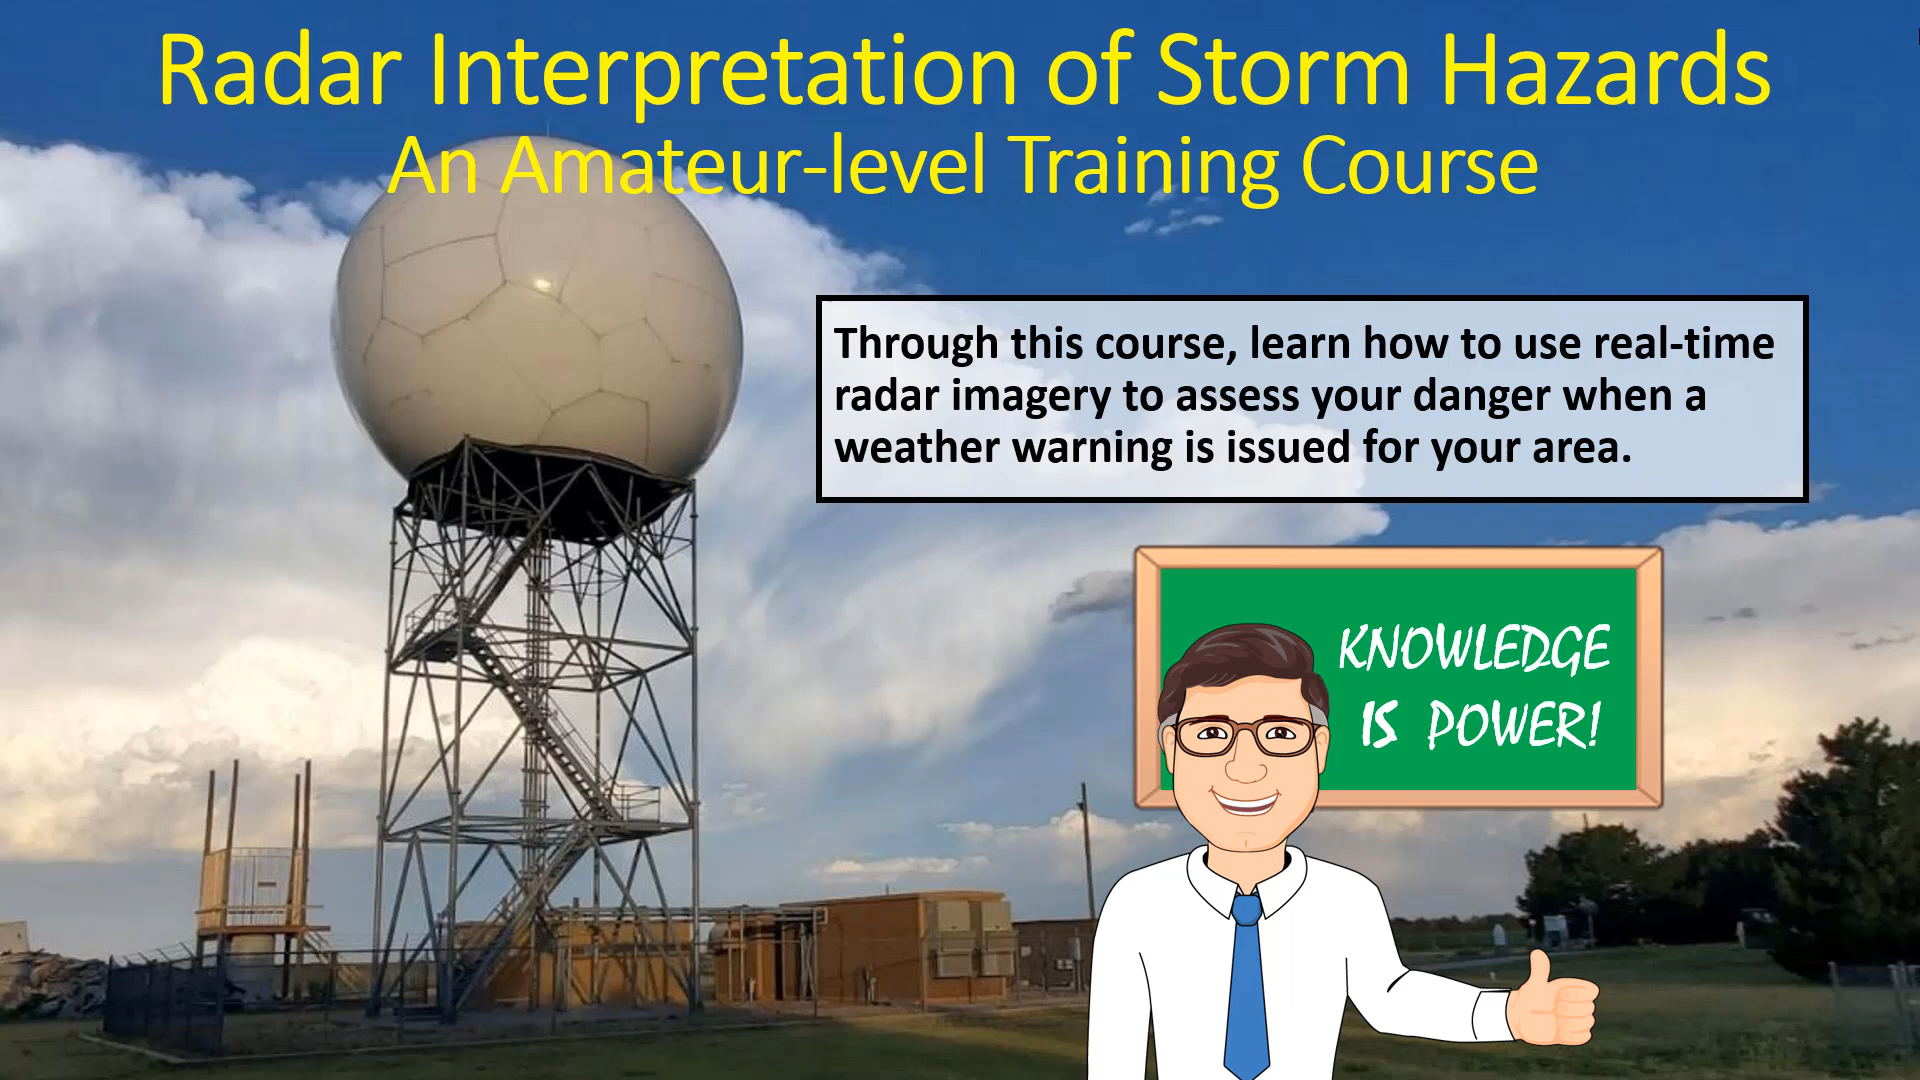 Radar Interpretation of Storm Hazards
An Amateur-level Training Course
Through this course, learn how to use real-time
radar imagery to assess your danger when a
weather warning is issued for your area.
KNOWLEDGE
IS POWER!